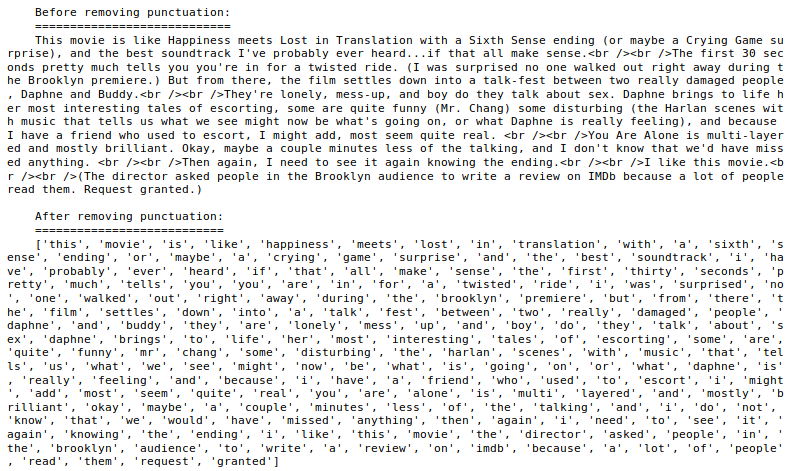 Before removing punctuation:
============================
This movie is like Happiness meets Lost in Translation with a Sixth Sense ending (or maybe a Crying Game su
rprise), and the best soundtrack I've probably ever heard...if that all make sense.<br /><br />The first 30 sec
onds pretty much tells you you're in for a twisted ride. (I was surprised no one walked out right away during t
he Brooklyn premiere.) But from there, the film settles down into a talk-fest between two really damaged people
, Daphne and Buddy.<br /><br />They're lonely, mess-up, and boy do they talk about sex. Daphne brings to life h
er most interesting tales of escorting, some are quite funny (Mr. Chang) some disturbing (the Harlan scenes wit
h music that tells us what we see might now be what's going on, or what Daphne is really feeling), and because
I have a friend who used to escort, I might add, most seem quite real. <br /><br />You Are Alone is multi-layer
ed and mostly brilliant. Okay, maybe a couple minutes less of the talking, and I don't know that we'd have miss
ed anything. <br /><br />Then again, I need to see it again knowing the ending.<br /><br />I like this movie.<b
r /><br />(The director asked people in the Brooklyn audience to write a review on IMDb because a lot of people
read them. Request granted.)
After removing punctuation:
===========================
['this', 'movie', 'is', 'like', 'happiness', 'meets', 'lost', 'in', 'translation', 'with', 'a', 'sixth', 's
ense', 'ending', 'or', 'maybe', 'a', 'crying', 'game', 'surprise', 'and', 'the', 'best', 'soundtrack', 'i', 'ha
ve', 'probably', 'ever', 'heard', 'if', 'that', 'all', 'make', 'sense', 'the', 'first', 'thirty', 'seconds', 'p
retty', 'much', 'tells', 'you', 'you', 'are', 'in', 'for', 'a', 'twisted', 'ride', 'i', 'was', 'surprised', 'no
', 'one', 'walked', 'out', 'right', 'away', 'during', 'the', 'brooklyn', 'premiere', 'but', 'from', 'there', 't
he', 'film', 'settles', 'down', 'into', 'a', 'talk', 'fest', 'between', 'two', 'really', 'damaged', 'people', '
daphne', 'and', 'buddy', 'they', 'are', 'lonely', 'mess', 'up', 'and', 'boy', 'do', 'they', 'talk', 'about', 's
ex', 'daphne', 'brings', 'to', 'life', 'her', 'most', 'interesting', 'tales', 'of', 'escorting', 'some', 'are',
'quite', 'funny', 'mr', 'chang', 'some', 'disturbing', 'the', 'harlan', 'scenes', 'with', 'music', 'that', 'tel
ls', 'us', 'what', 'we', 'see', 'might', 'now', 'be', 'what', 'is', 'going', 'on', 'or', 'what', 'daphne', 'is'
, 'really', 'feeling', 'and', 'because', 'i', 'have', 'a', 'friend', 'who', 'used', 'to', 'escort', 'i', 'might
', 'add', 'most', 'seem', 'quite', 'real', 'you', 'are', 'alone', 'is', 'multi', 'layered', 'and', 'mostly', 'b
rilliant', 'okay', 'maybe', 'a', 'couple', 'minutes', 'less', 'of', 'the', 'talking', 'and', 'i', 'do', 'not',
'know', 'that', 'we', 'would', 'have', 'missed', 'anything', 'then', 'again', 'i', 'need', 'to', 'see', 'it', '
again', 'knowing', 'the', 'ending', 'i', 'like', 'this', 'movie', 'the', 'director', 'asked', 'people', 'in', '
the', 'brooklyn', 'audience', 'to', 'write', 'a', 'review', 'on', 'imdb', 'because', 'a', 'lot', 'of', 'people'
, 'read', 'them', 'request', 'granted']